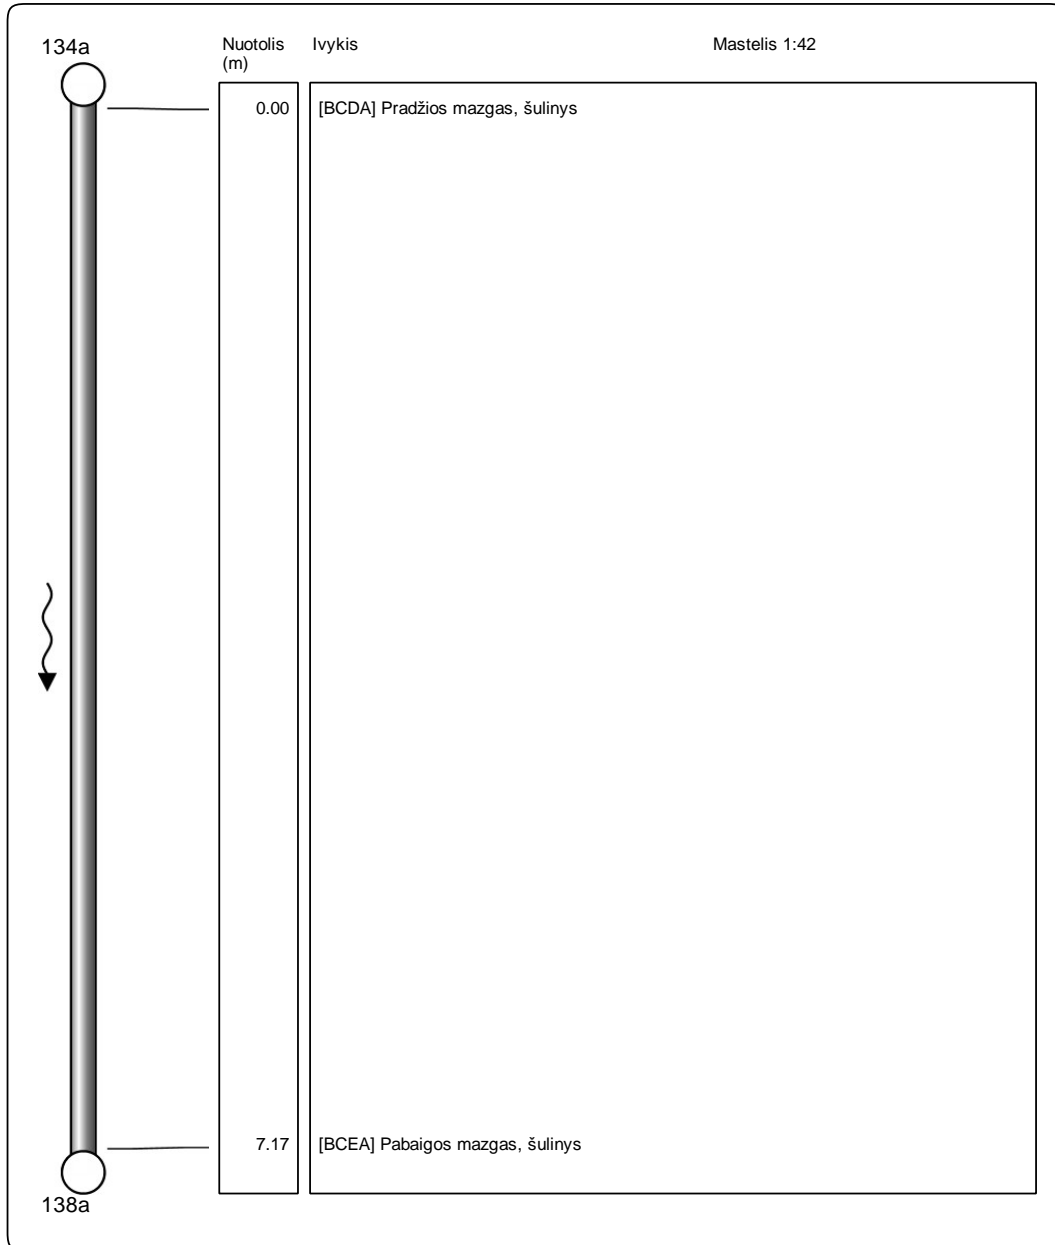 134a
Nuotolis
(m)
Ivykis
Mastelis 1:42
0.00 [BCDA] Pradžios mazgas, šulinys
7.17 [BCEA] Pabaigos mazgas, šulinys
138a